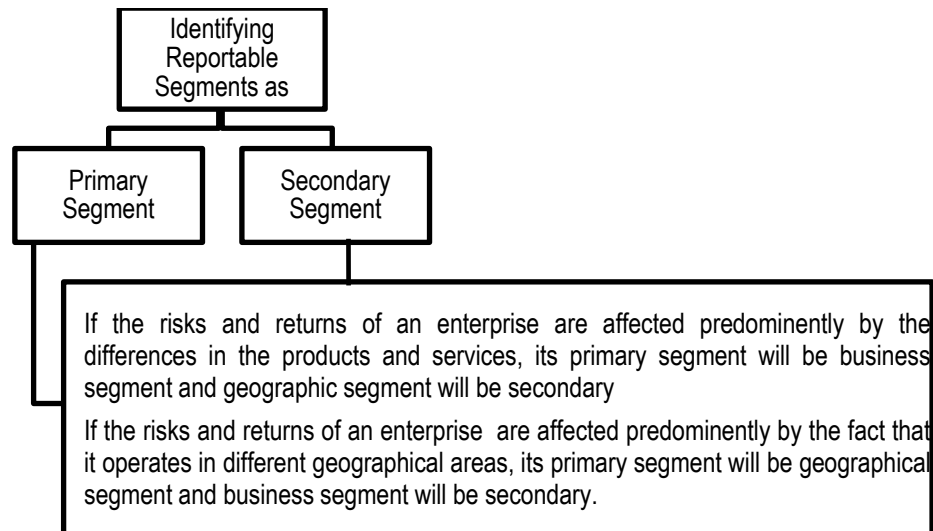 Identifying
Reportable
Segments as
Primary
Segment
Secondary
Segment
If the risks and returns of an enterprise are affected predominently by the
differences in the products and services, its primary segment will be business
segment and geographic segment will be secondary
If the risks and returns of an enterprise are affected predominently by the fact that
it operates in different geographical areas, its primary segment will be geographical
segment and business segment will be secondary.